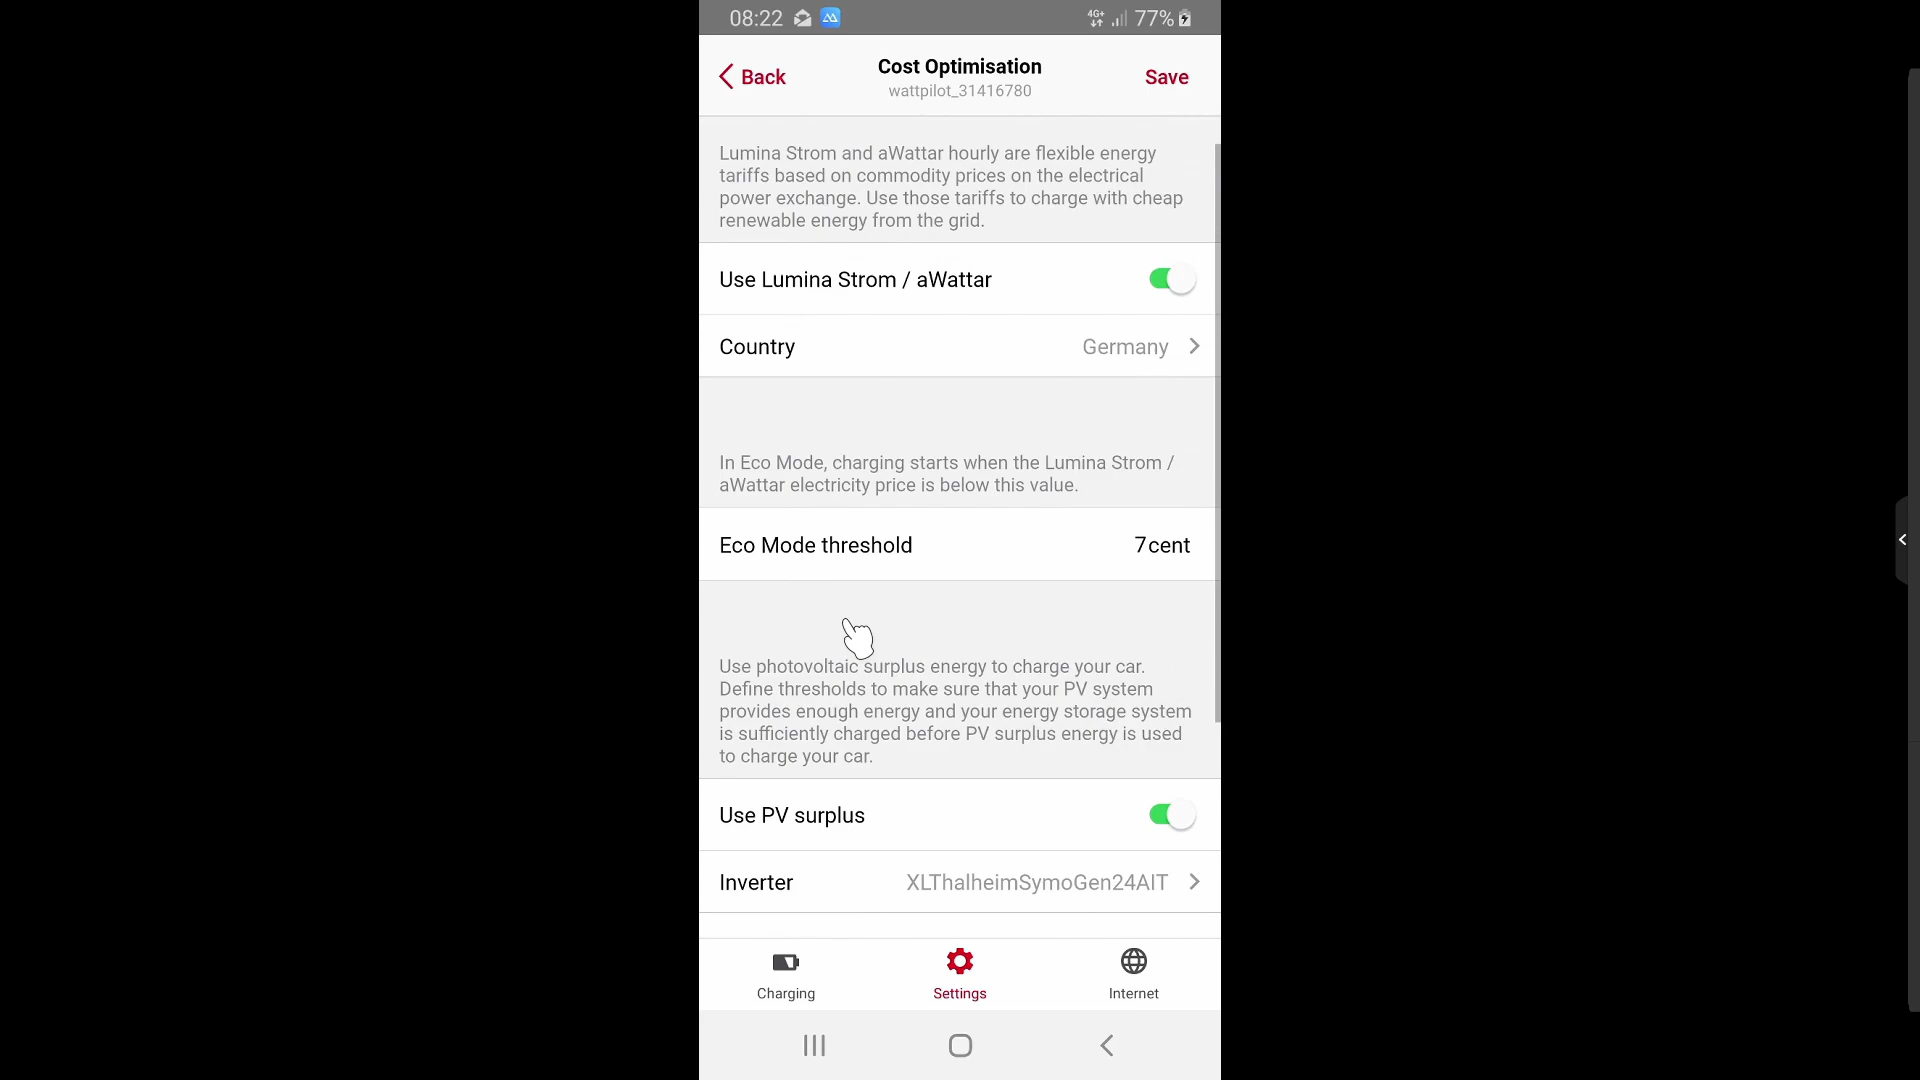 08:22
4G+
77%
Back
Cost Optimisation
Save
wattpilot_31416780
Lumina Strom and aWattar hourly are flexible energy
tariffs based on commodity prices on the electrical
power exchange. Use those tariffs to charge with cheap
renewable energy from the grid.
Use Lumina Strom / aWattar
Country
Germany
In Eco Mode, charging starts when the Lumina Strom /
aWattar electricity price is below this value.
Eco Mode threshold
7 cent
Use photovoltaic surplus energy to charge your car.
Define thresholds to make sure that your PV system
provides enough energy and your energy storage system
is sufficiently charged before PV surplus energy is used
to charge your car.
Use PV surplus
Inverter
XLThalheimSymoGen24AIT
Charging
Settings
Internet